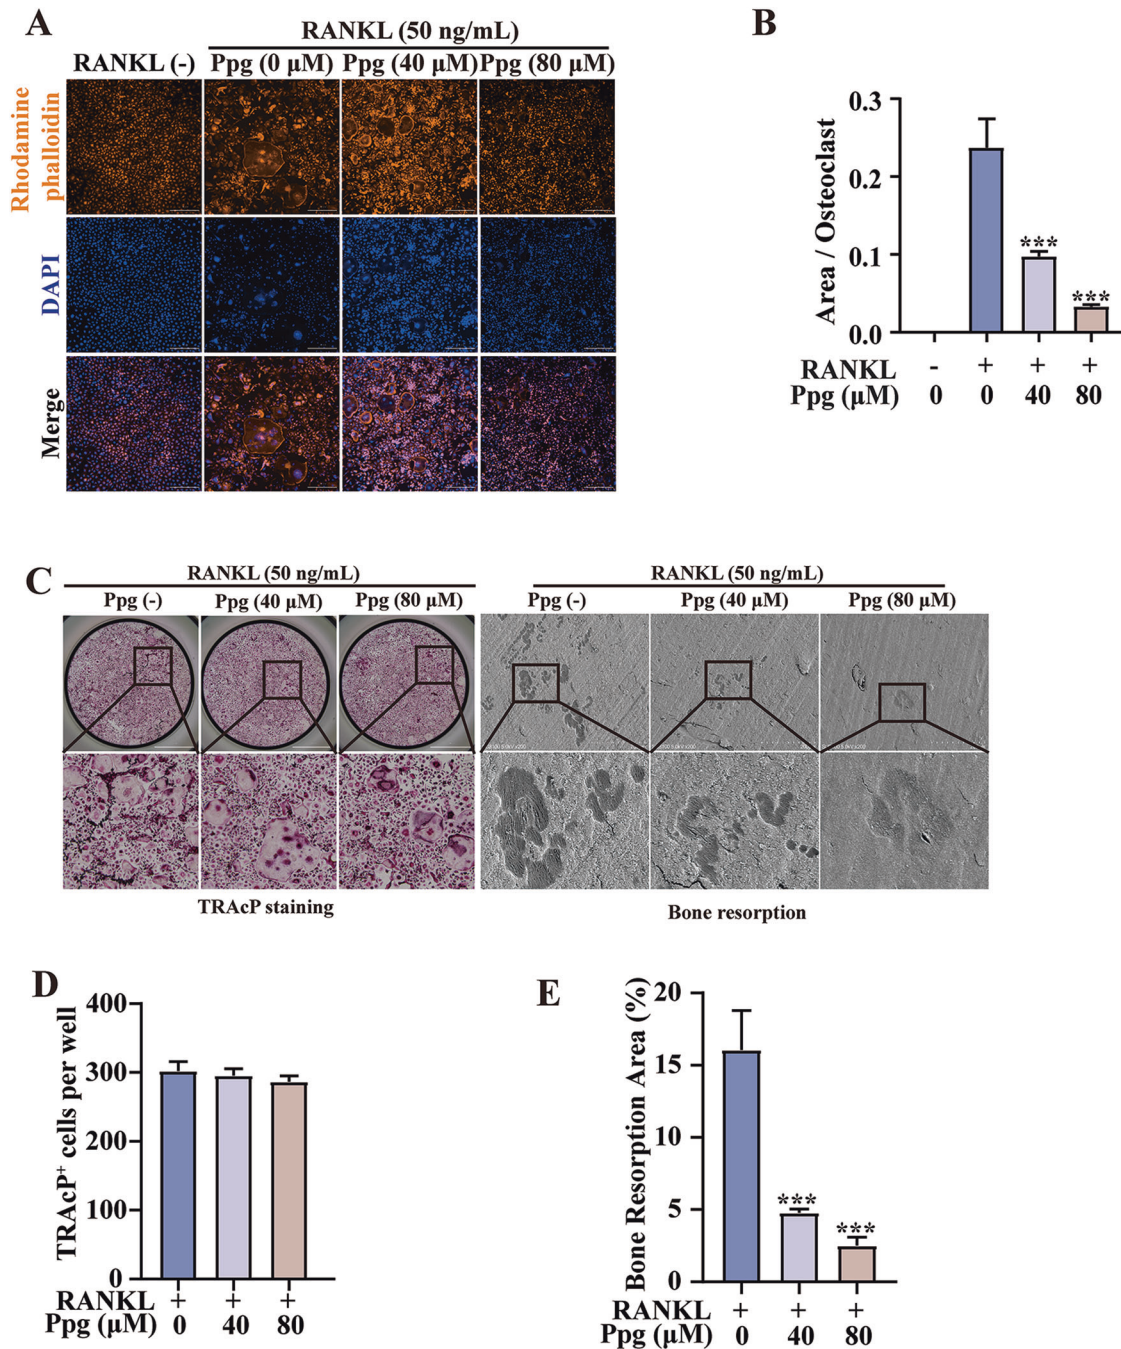 A
RANKL (50 ng/mL)
RANKL (-) Ppg (0 μM) Ppg (40 μM) Ppg (80 μM)
Rhodamine
phalloidin
DAPI
Merge
B
Area / Osteoclast
0.3
0.2
0.1
0.0
***
***
RANKL - + + +
Ppg (μM) 0 0 40 80
C
RANKL (50 ng/mL)
Ppg (-) Ppg (40 μM) Ppg (80 μM)
TRAcP staining
RANKL (50 ng/mL)
Ppg (-) Ppg (40 μM) Ppg (80 μM)
Bone resorption
D
TRAcP⁺ cells per well
400
300
200
100
0
RANKL + + +
Ppg (μM) 0 40 80
E
Bone Resorption Area (%)
20
15
10
5
0
***
***
RANKL + + +
Ppg (μM) 0 40 80